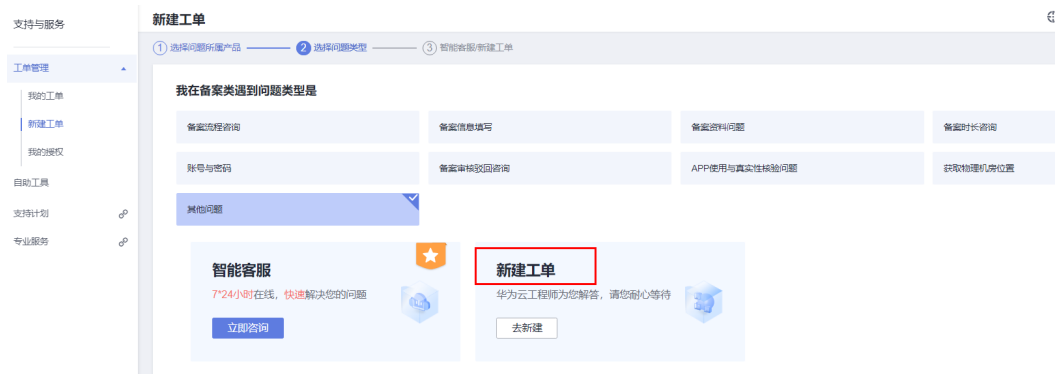 支持与服务
工单管理
我的工单
新建工单
我的授权
自助工具
支持计划
专业服务
新建工单
1 选择问题所属产品 2 选择问题类型 3 智能客服/新建工单
我在备案类遇到问题类型是
备案流程咨询 备案信息填写 备案资料问题 备案时长咨询
账号与密码 备案审核驳回咨询 APP使用与真实性核验问题 获取物理机房位置
其他问题
智能客服
7*24小时在线，快速解决您的问题
立即咨询
新建工单
华为云工程师为您解答，请您耐心等待
去新建